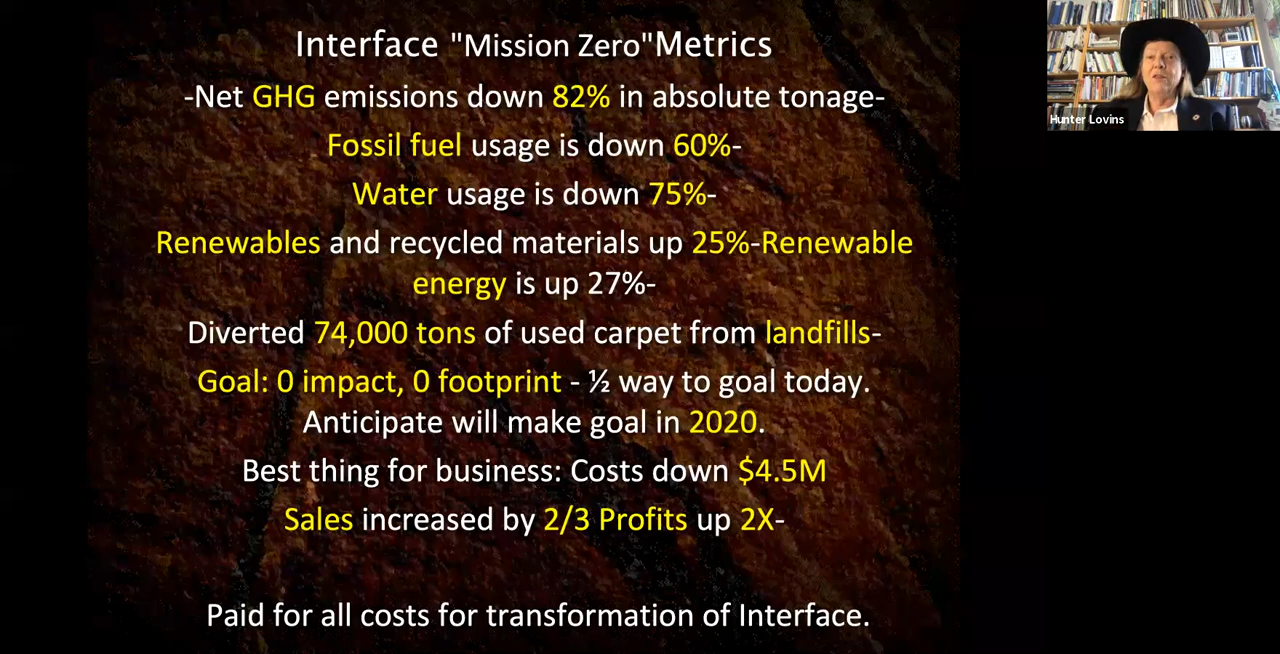 Interface "Mission Zero"Metrics
-Net GHG emissions down 82% in absolute tonage-
Fossil fuel usage is down 60%-
Water usage is down 75%-
Renewables and recycled materials up 25%-Renewable
energy is up 27%-
Diverted 74,000 tons of used carpet from landfills-
Goal: 0 impact, 0 footprint - ½ way to goal today.
Anticipate will make goal in 2020.
Best thing for business: Costs down $4.5M
Sales increased by 2/3 Profits up 2X-
Paid for all costs for transformation of Interface.
Hunter Lovins